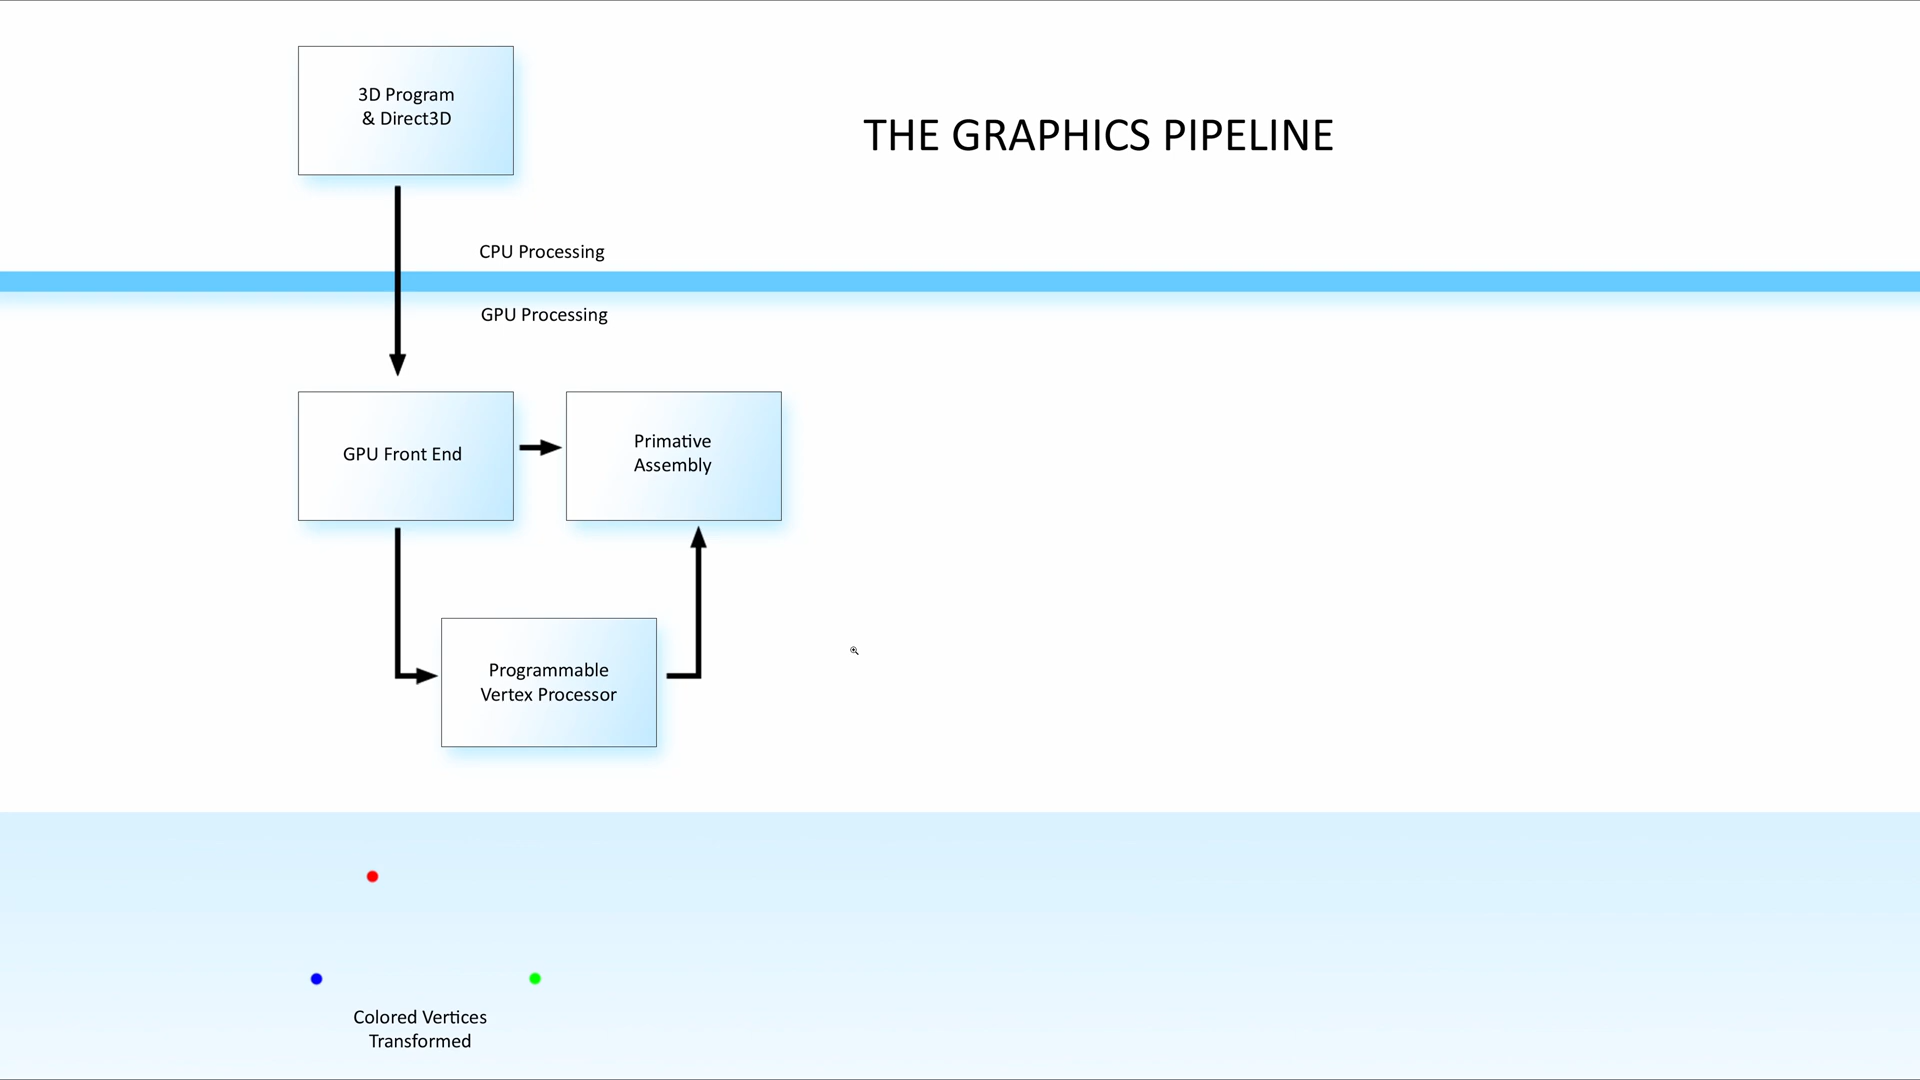 3D Program
& Direct3D
THE GRAPHICS PIPELINE
CPU Processing
GPU Processing
GPU Front End
Primative
Assembly
Programmable
Vertex Processor
Colored Vertices
Transformed